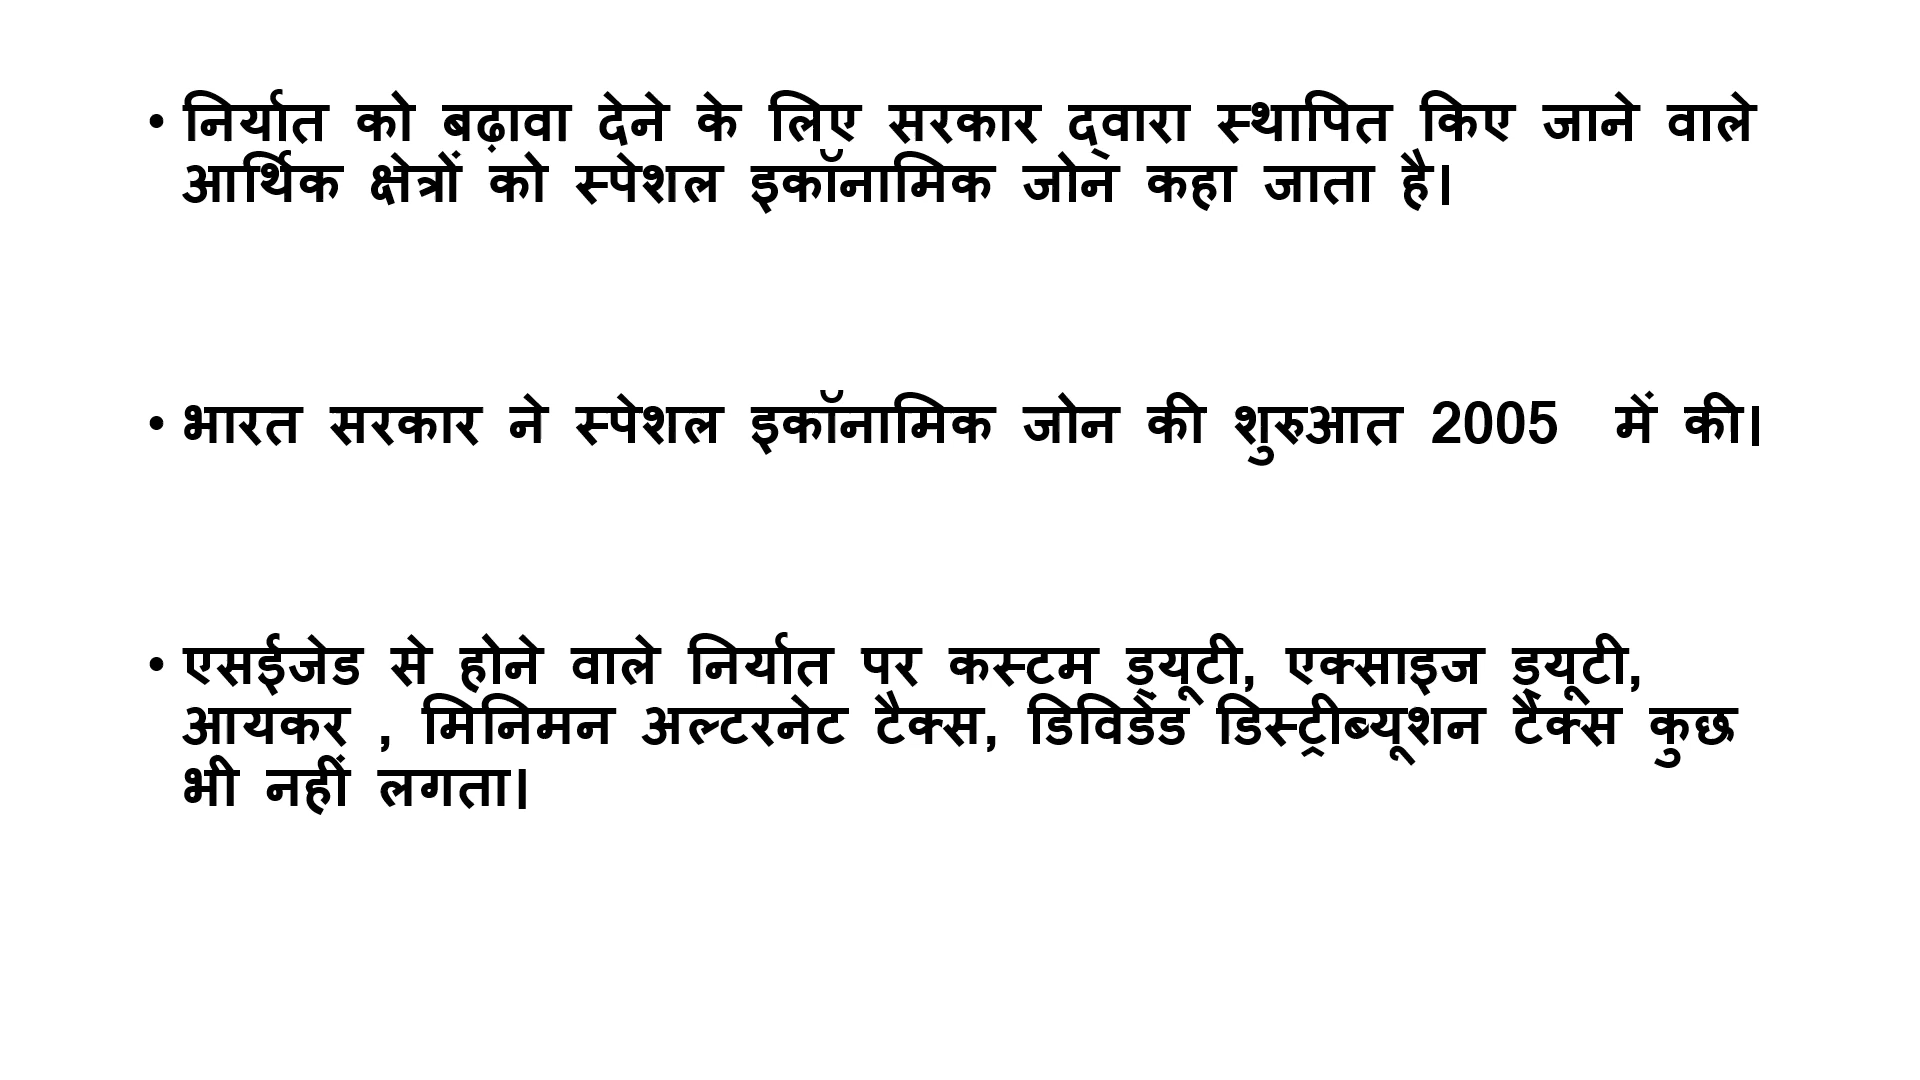 • निर्यात को बढ़ावा देने के लिए सरकार द्वारा स्थापित किए जाने वाले
आर्थिक क्षेत्रों को स्पेशल इकॉनामिक जोन कहा जाता है।
• भारत सरकार ने स्पेशल इकॉनामिक जोन की शुरुआत 2005 में की।
• एसईजेड से होने वाले निर्यात पर कस्टम ड्यूटी, एक्साइज ड्यूटी,
आयकर , मिनिमन अल्टरनेट टैक्स, डिविडेंड डिस्ट्रीब्यूशन टैक्स कुछ
भी नहीं लगता।